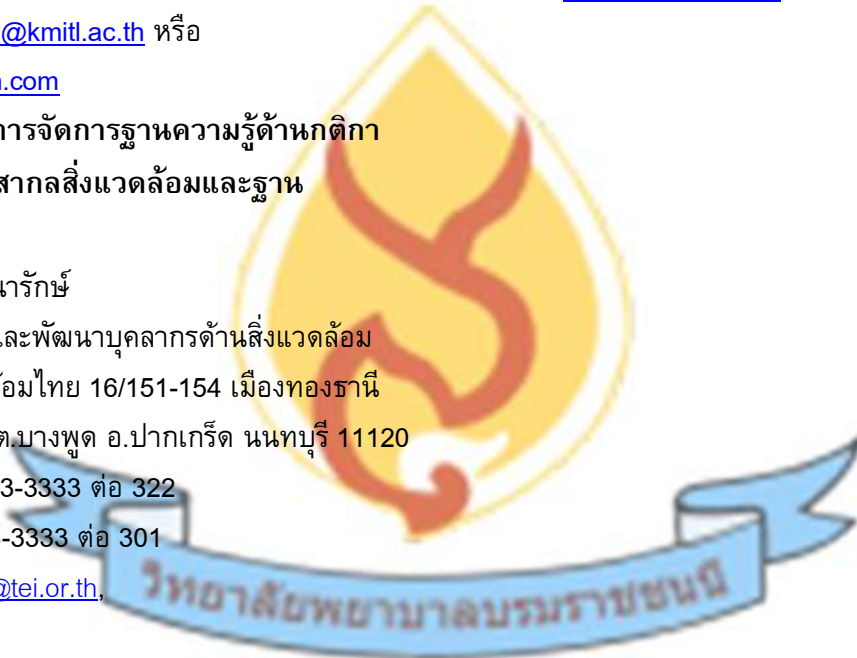 @kmitl.ac.th หรือ
.com
การจัดการฐานความรู้ด้านกติกา
สากลสิ่งแวดล้อมและฐาน
นารักษ์
และพัฒนาบุคลากรด้านสิ่งแวดล้อม
ไทย 16/151-154 เมืองทองธานี
ต.บางพูด อ.ปากเกร็ด นนทบุรี 11120
3-3333 ต่อ 322
-3333 ต่อ 301
@tei.or.th,
วิทยาลัยพยาบาลบรมราชชนนี